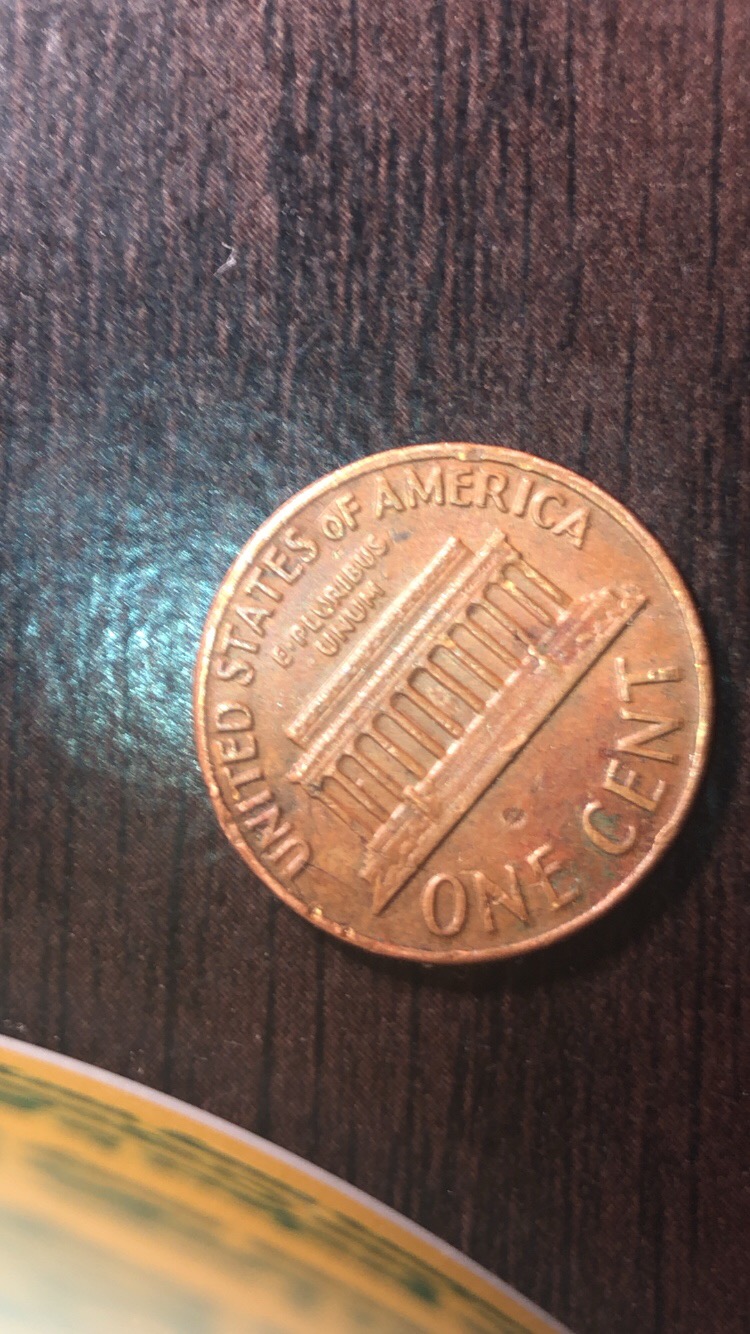 UNITED STATES OF AMERICA
E·PLURIBUS
UNUM
ONE CENT